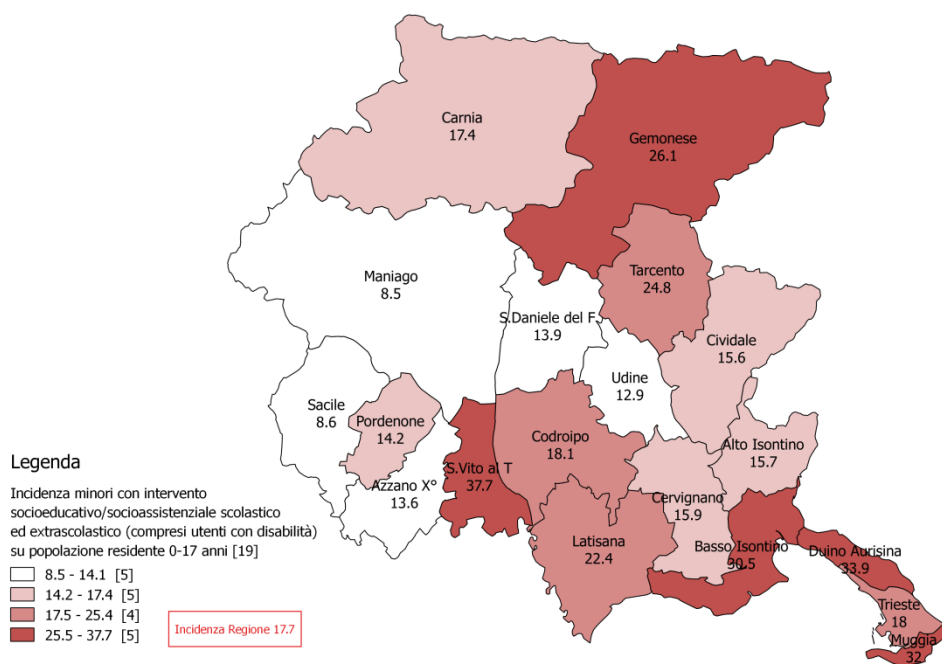 Carnia
17.4
Gemonese
26.1
Tarcento
24.8
Maniago
8.5
S.Daniele del F.
13.9
Cividale
15.6
Udine
12.9
Sacile
8.6
Pordenone
14.2
Codroipo
18.1
Alto Isontino
15.7
S.Vito al T
37.7
Azzano X°
13.6
Cervignano
15.9
Latisana
22.4
Basso Isontino
30.5
Duino Aurisina
33.9
Trieste
18
Muggia
32
Legenda
Incidenza minori con intervento
socioeducativo/socioassistenziale scolastico
ed extrascolastico (compresi utenti con disabilità)
su popolazione residente 0-17 anni [19]
8.5 - 14.1 [5]
14.2 - 17.4 [5]
17.5 - 25.4 [4]
25.5 - 37.7 [5]
Incidenza Regione 17.7